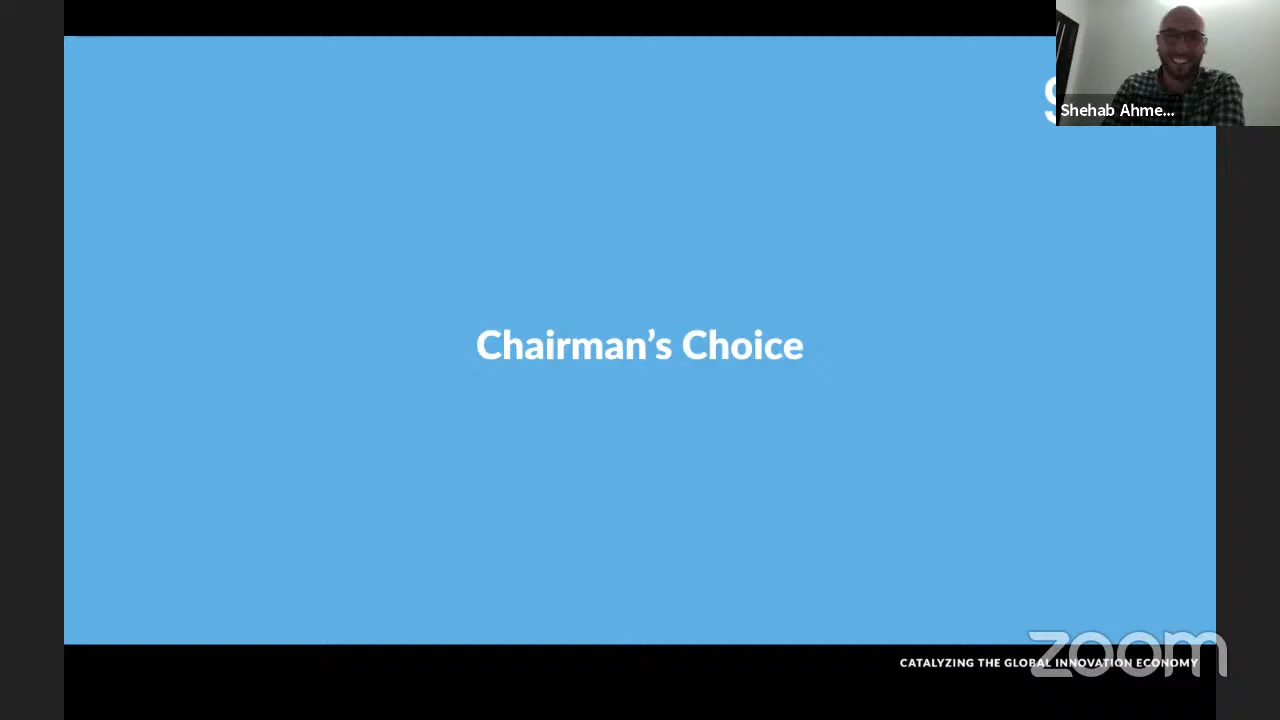 Shehab Ahme...
Chairman's Choice
CATALYZING THE GLOBAL INNOVATION ECONOMY
zoom